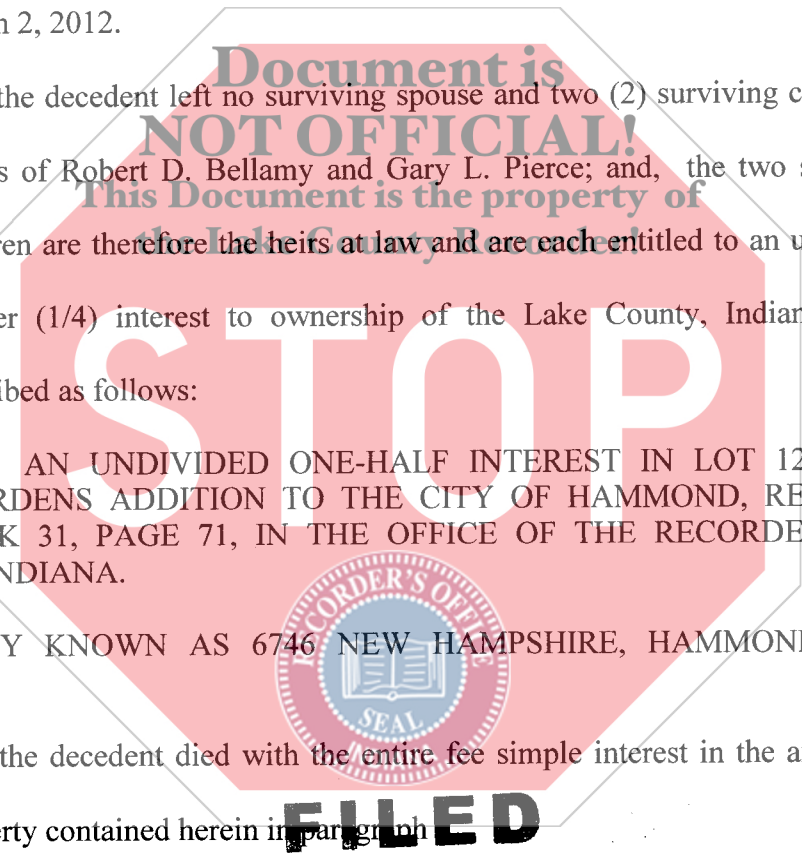 n 2, 2012.
Document is
the decedent left no surviving spouse and two (2) surviving c
NOT OFFICIAL!
s of Robert D. Bellamy and Gary L. Pierce; and, the two s
This Document is the property of
ren are therefore the heirs at law and are each entitled to an u
the Lake County Recorder!
er (1/4) interest to ownership of the Lake County, Indian
STOP
ibed as follows:
AN UNDIVIDED ONE-HALF INTEREST IN LOT 12
RDENS ADDITION TO THE CITY OF HAMMOND, RE
K 31, PAGE 71, IN THE OFFICE OF THE RECORDE
NDIANA.
RECORDER'S OFFICE
Y KNOWN AS 6746 NEW HAMPSHIRE, HAMMON
SEAL
the decedent died with the entire fee simple interest in the a
FILED
erty contained herein in paragraph